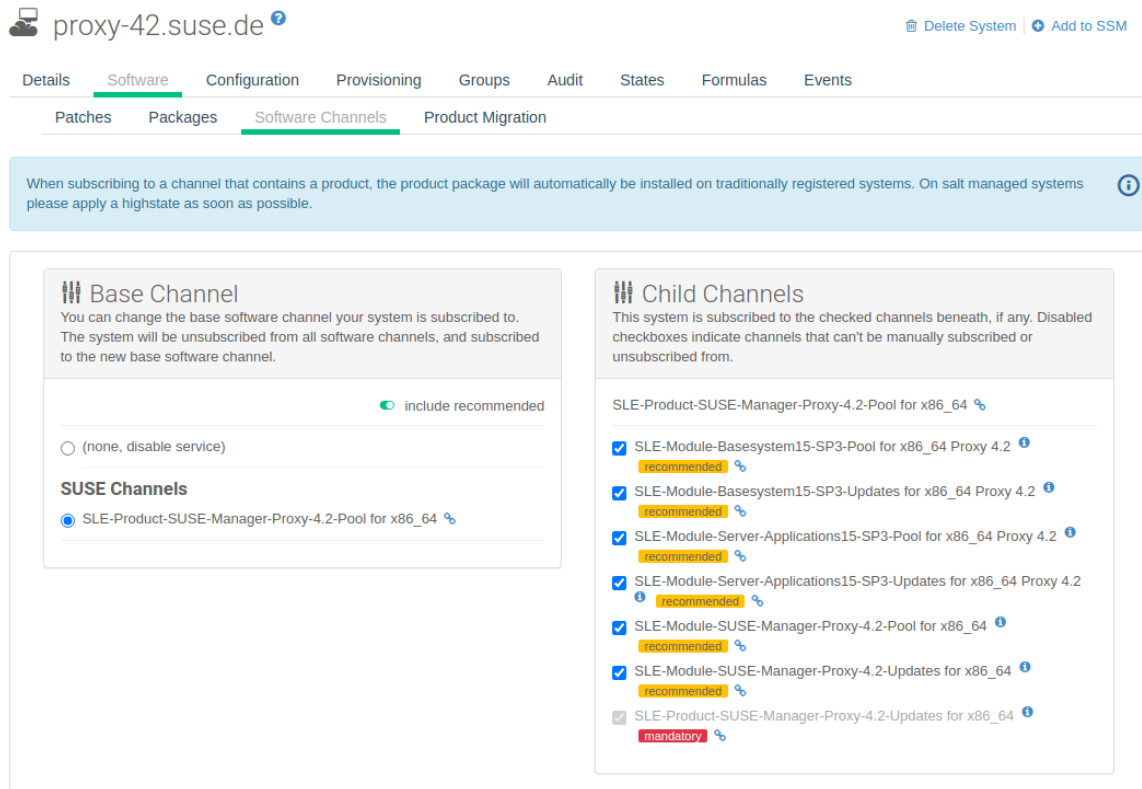 proxy-42.suse.de
Delete System
Add to SSM
Details
Software
Configuration
Provisioning
Groups
Audit
States
Formulas
Events
Patches
Packages
Software Channels
Product Migration
When subscribing to a channel that contains a product, the product package will automatically be installed on traditionally registered systems. On salt managed systems
please apply a highstate as soon as possible.
Base Channel
You can change the base software channel your system is subscribed to.
The system will be unsubscribed from all software channels, and subscribed
to the new base software channel.
include recommended
(none, disable service)
SUSE Channels
SLE-Product-SUSE-Manager-Proxy-4.2-Pool for x86_64
Child Channels
This system is subscribed to the checked channels beneath, if any. Disabled
checkboxes indicate channels that can't be manually subscribed or
unsubscribed from.
SLE-Product-SUSE-Manager-Proxy-4.2-Pool for x86_64
SLE-Module-Basesystem15-SP3-Pool for x86_64 Proxy 4.2
recommended
SLE-Module-Basesystem15-SP3-Updates for x86_64 Proxy 4.2
recommended
SLE-Module-Server-Applications15-SP3-Pool for x86_64 Proxy 4.2
recommended
SLE-Module-Server-Applications15-SP3-Updates for x86_64 Proxy 4.2
recommended
SLE-Module-SUSE-Manager-Proxy-4.2-Pool for x86_64
recommended
SLE-Module-SUSE-Manager-Proxy-4.2-Updates for x86_64
recommended
SLE-Product-SUSE-Manager-Proxy-4.2-Updates for x86_64
mandatory